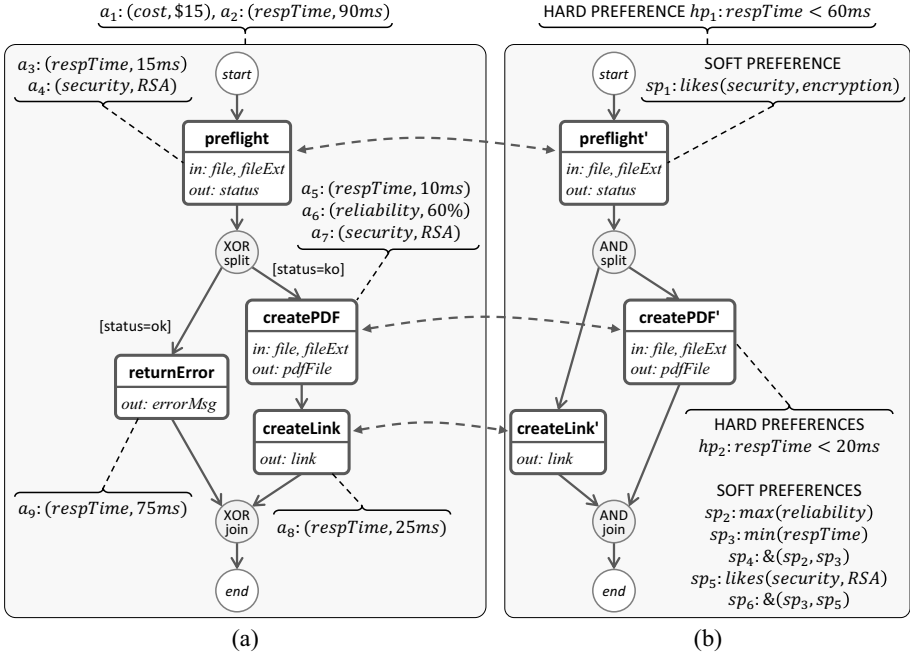 a₁: (cost, $15), a₂: (respTime, 90ms)
a₃: (respTime, 15ms)
a₄: (security, RSA)
start
preflight
in: file, fileExt
out: status
a₅: (respTime, 10ms)
a₆: (reliability, 60%)
a₇: (security, RSA)
XOR
split
[status=ko]
[status=ok]
createPDF
in: file, fileExt
out: pdfFile
returnError
out: errorMsg
createLink
out: link
a₉: (respTime, 75ms)
a₈: (respTime, 25ms)
XOR
join
end
(a)
HARD PREFERENCE hp₁: respTime < 60ms
start
SOFT PREFERENCE
sp₁: likes(security, encryption)
preflight'
in: file, fileExt
out: status
AND
split
createPDF'
in: file, fileExt
out: pdfFile
createLink'
out: link
HARD PREFERENCES
hp₂: respTime < 20ms
SOFT PREFERENCES
sp₂: max(reliability)
sp₃: min(respTime)
sp₄: &(sp₂, sp₃)
sp₅: likes(security, RSA)
sp₆: &(sp₃, sp₅)
AND
join
end
(b)